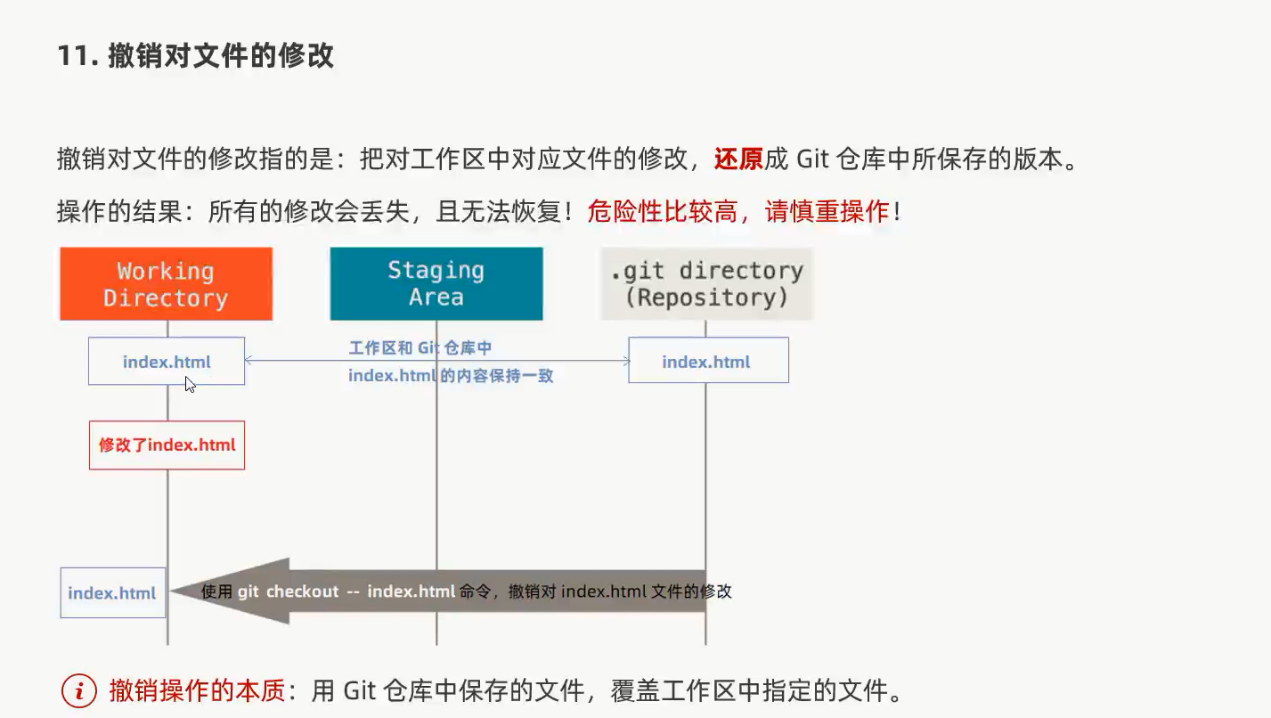 11. 撤销对文件的修改
撤销对文件的修改指的是：把对工作区中对应文件的修改，还原成 Git 仓库中所保存的版本。
操作的结果：所有的修改会丢失，且无法恢复！危险性比较高，请慎重操作！
Working
Directory
Staging
Area
.git directory
(Repository)
index.html
工作区和 Git 仓库中
index.html 的内容保持一致
index.html
修改了index.html
index.html
使用 git checkout -- index.html 命令，撤销对 index.html 文件的修改
i 撤销操作的本质：用 Git 仓库中保存的文件，覆盖工作区中指定的文件。